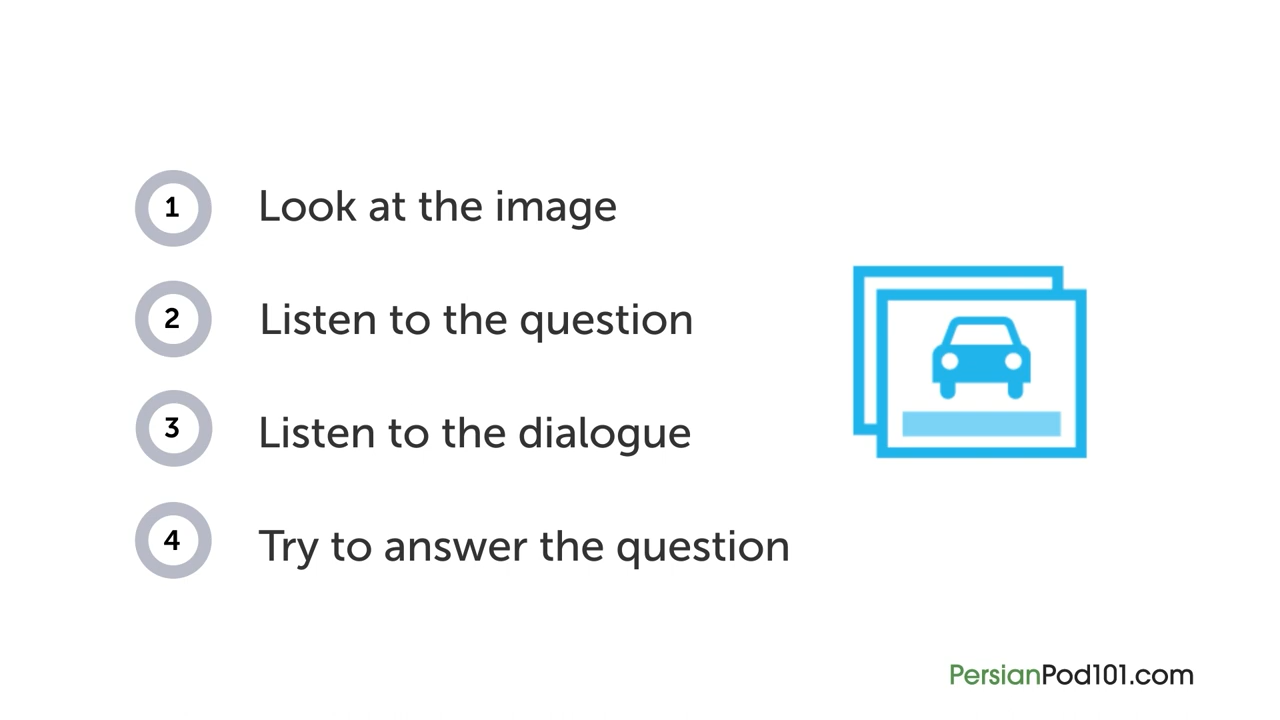 1 Look at the image
2 Listen to the question
3 Listen to the dialogue
4 Try to answer the question
PersianPod101.com